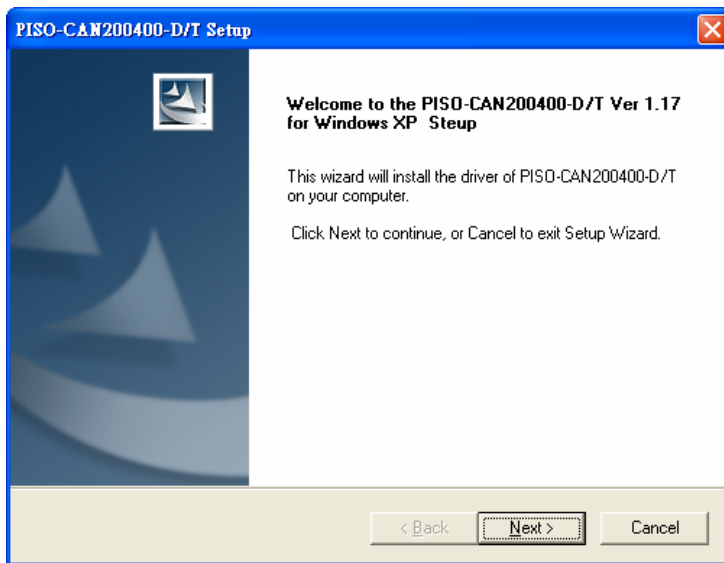 PISO-CAN200400-D/T Setup
Welcome to the PISO-CAN200400-D/T Ver 1.17
for Windows XP  Steup
This wizard will install the driver of PISO-CAN200400-D/T
on your computer.
Click Next to continue, or Cancel to exit Setup Wizard.
< Back
Next >
Cancel